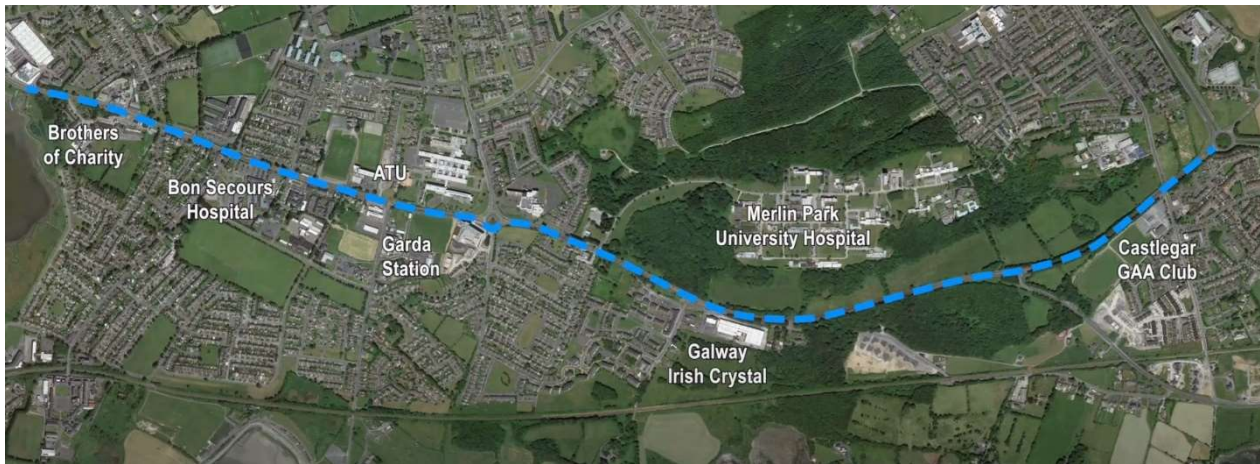 Brothers
of Charity
Bon Secours
Hospital
ATU
Garda
Station
Merlin Park
University Hospital
Galway
Irish Crystal
Castlegar
GAA Club